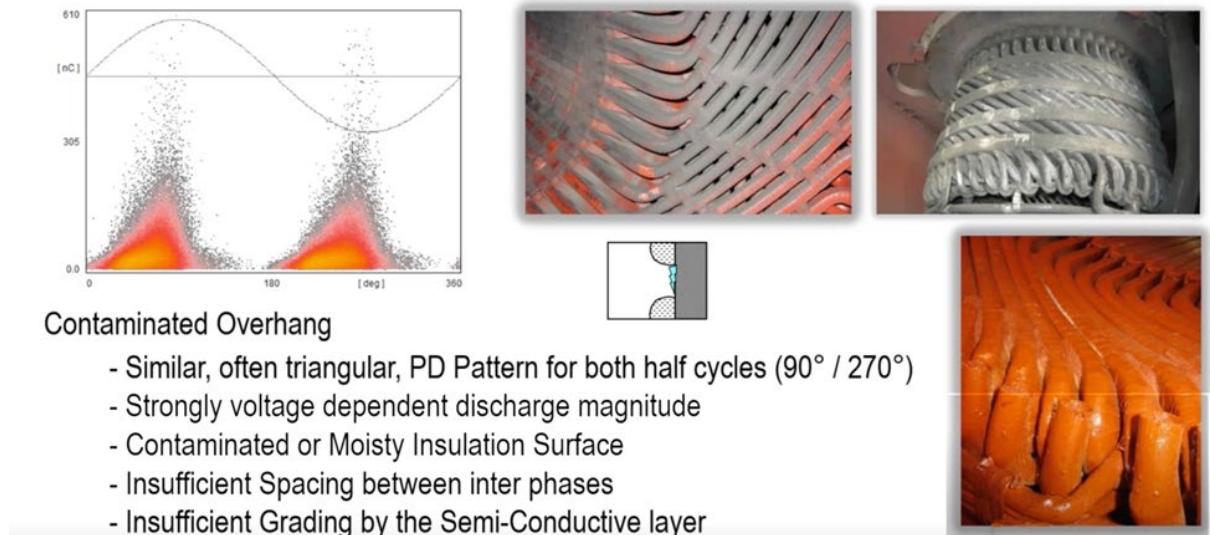 610
[nC]
305
0.0
0
180
[deg]
360
Contaminated Overhang
- Similar, often triangular, PD Pattern for both half cycles (90° / 270°)
- Strongly voltage dependent discharge magnitude
- Contaminated or Moisty Insulation Surface
- Insufficient Spacing between inter phases
- Insufficient Grading by the Semi-Conductive layer